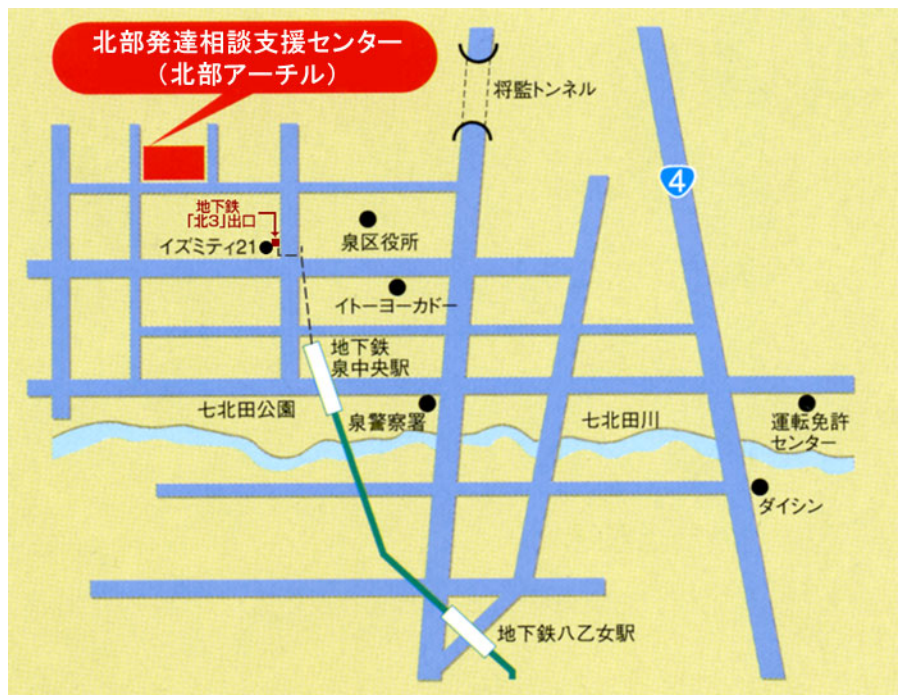 北部発達相談支援センター
（北部アーチル）
将監トンネル
4
地下鉄
「北3」出口
イズミティ21
泉区役所
イトーヨーカドー
地下鉄
泉中央駅
七北田公園
泉警察署
七北田川
運転免許
センター
ダイシン
地下鉄八乙女駅